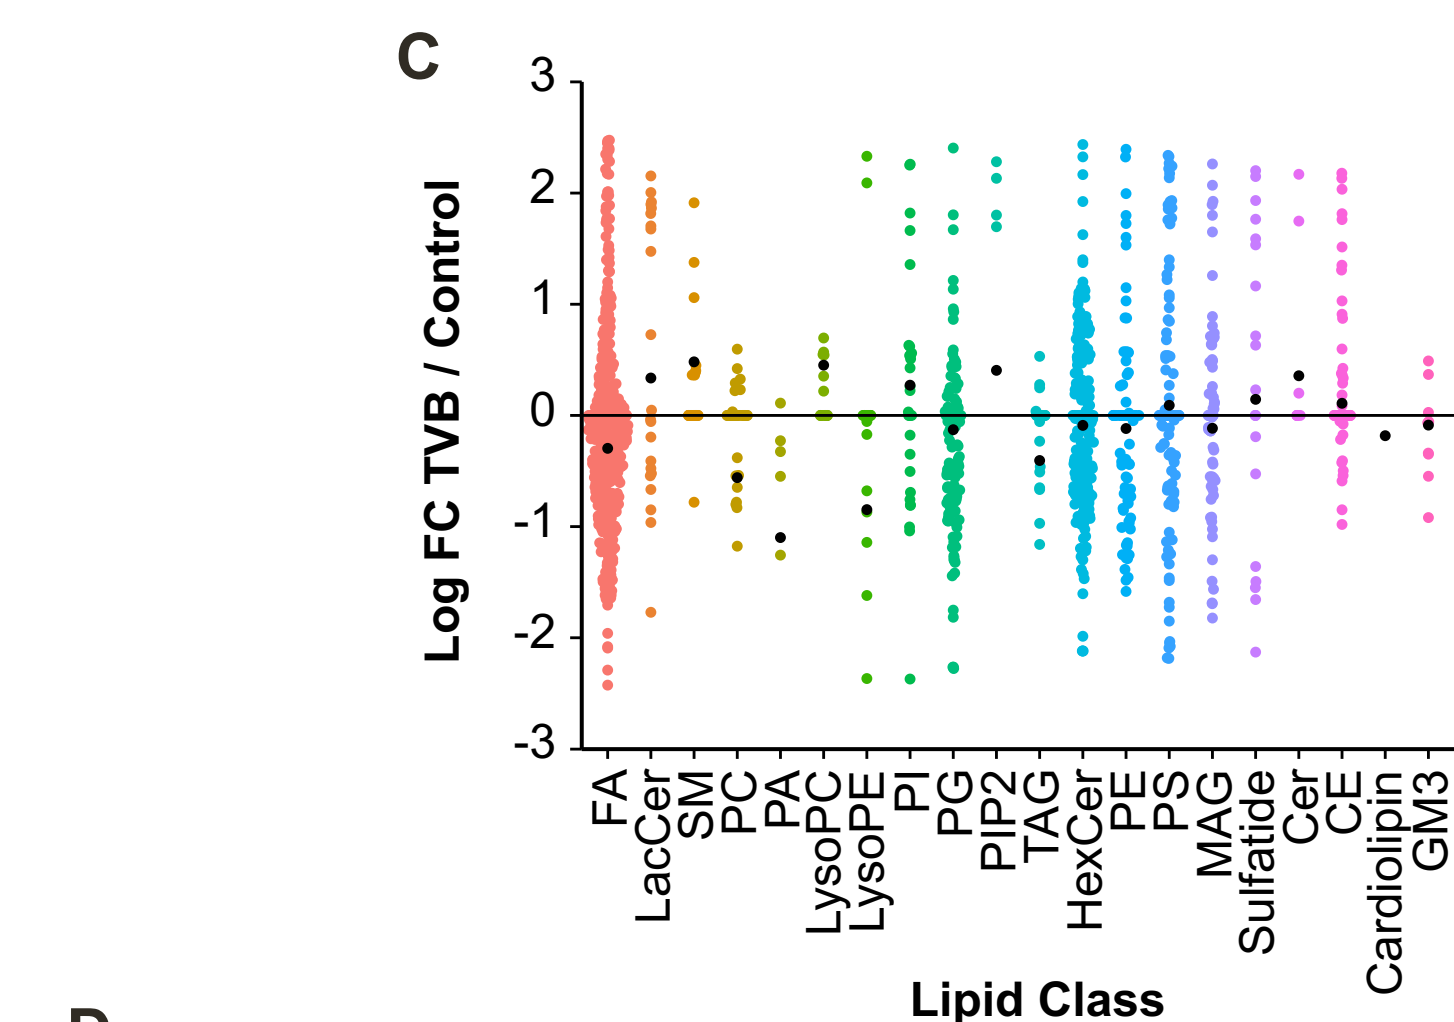 C
3
2
1
0
-1
-2
-3
Log FC TVB / Control
FA
LacCer
SM
PC
PA
LysoPC
LysoPE
PI
PG
PIP2
TAG
HexCer
PE
PS
MAG
Sulfatide
Cer
CE
Cardiolipin
GM3
Lipid Class